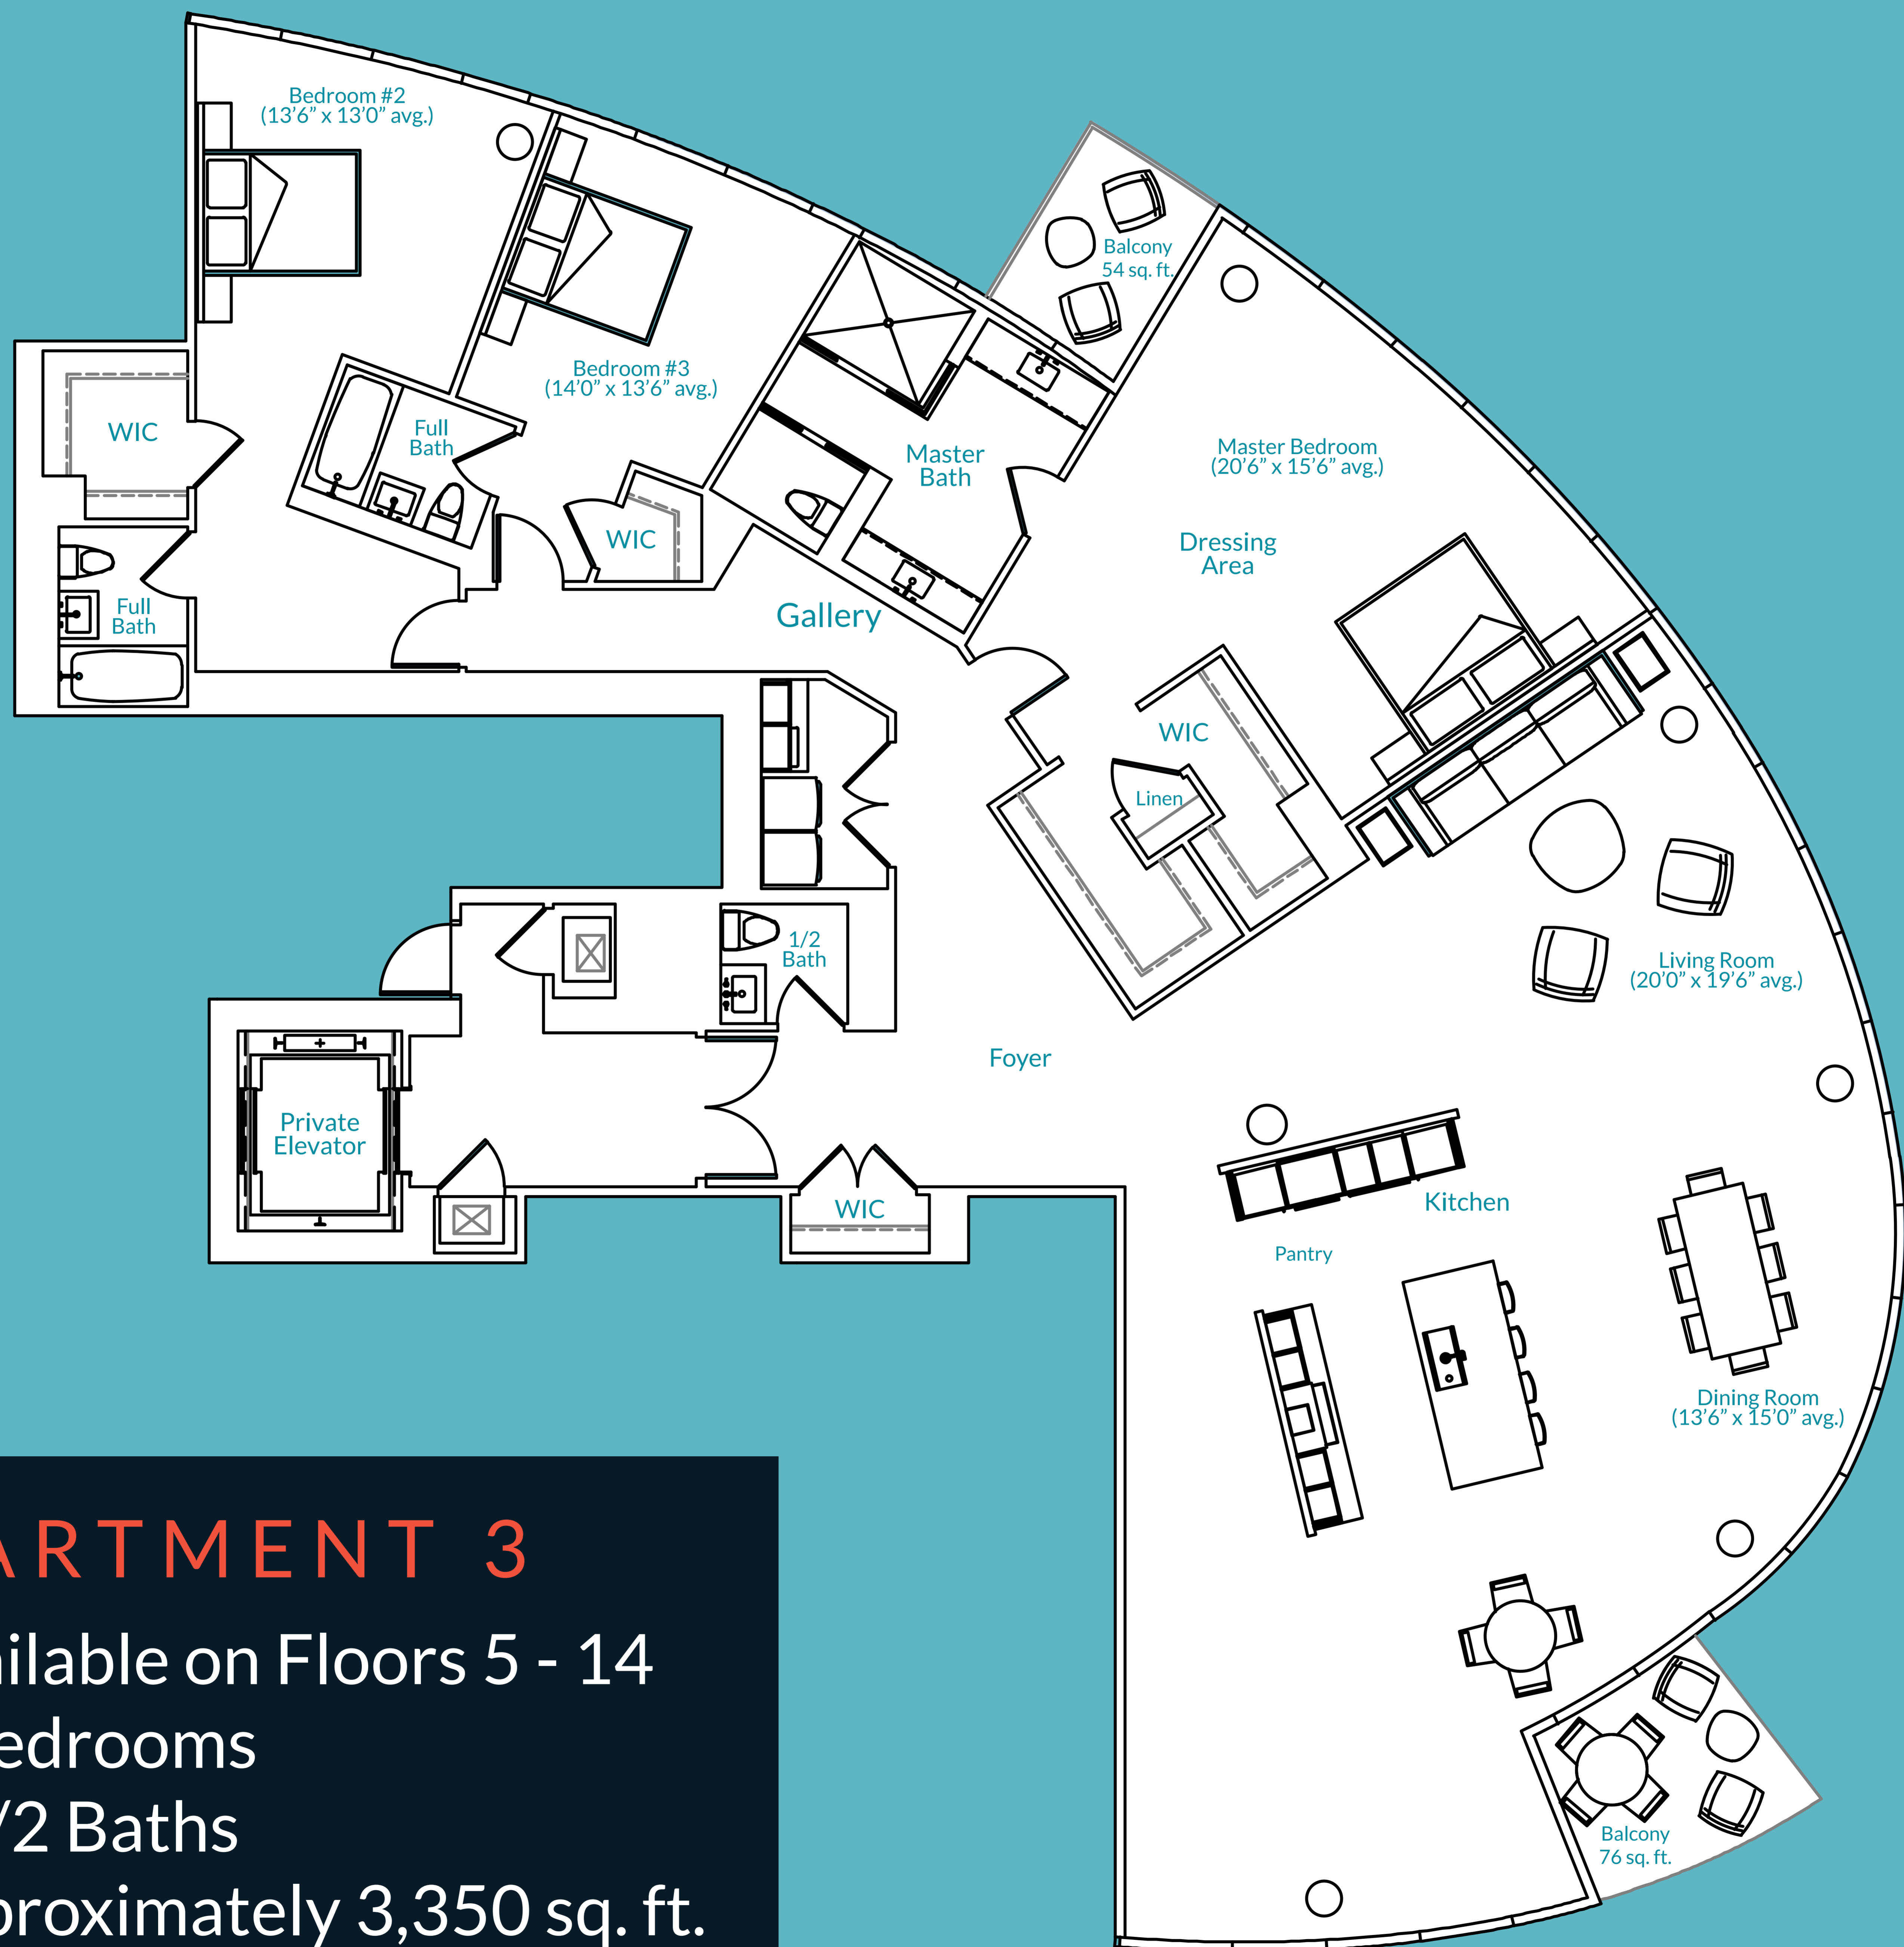 Bedroom #2
(13'6" x 13'0" avg.)
Balcony
54 sq. ft.
Bedroom #3
(14'0" x 13'6" avg.)
WIC
Full
Bath
Master
Bath
Master Bedroom
(20'6" x 15'6" avg.)
WIC
Dressing
Area
Full
Bath
Gallery
WIC
Linen
1/2
Bath
Living Room
(20'0" x 19'6" avg.)
Foyer
Private
Elevator
WIC
Kitchen
Pantry
Dining Room
(13'6" x 15'0" avg.)
ARTMENT 3
ailable on Floors 5 - 14
edrooms
/2 Baths
proximately 3,350 sq. ft.
Balcony
76 sq. ft.